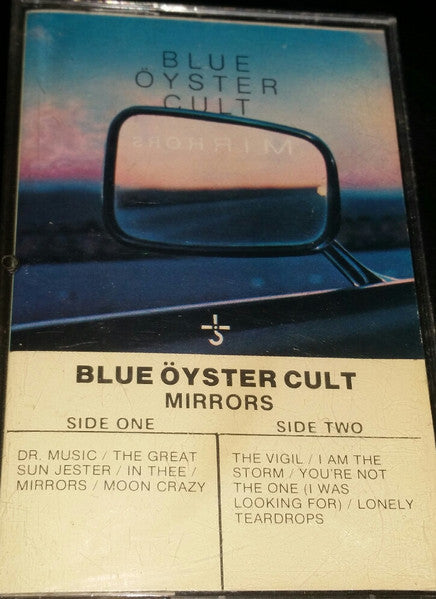 BLUE
ÖYSTER
CULT
MIRRORS
BLUE ÖYSTER CULT
MIRRORS
SIDE ONE
DR. MUSIC / THE GREAT
SUN JESTER / IN THEE /
MIRRORS / MOON CRAZY
SIDE TWO
THE VIGIL / I AM THE
STORM / YOU'RE NOT
THE ONE (I WAS
LOOKING FOR) / LONELY
TEARDROPS